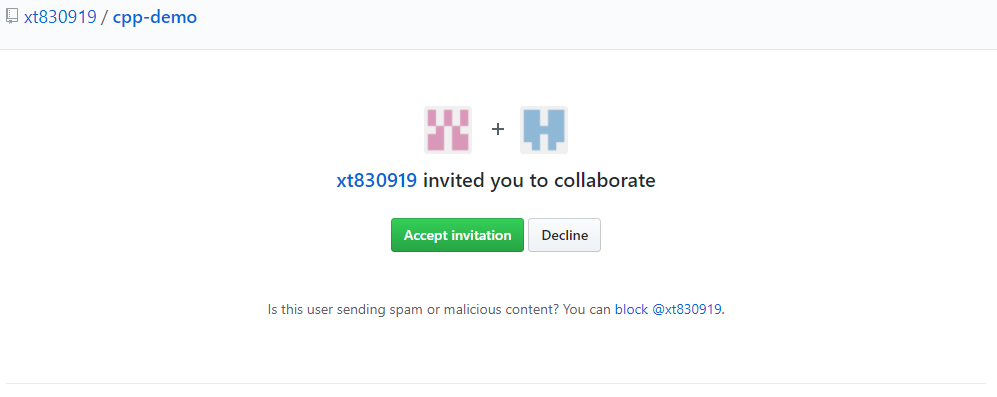 xt830919 / cpp-demo
+
xt830919 invited you to collaborate
Accept invitation Decline
Is this user sending spam or malicious content? You can block @xt830919.